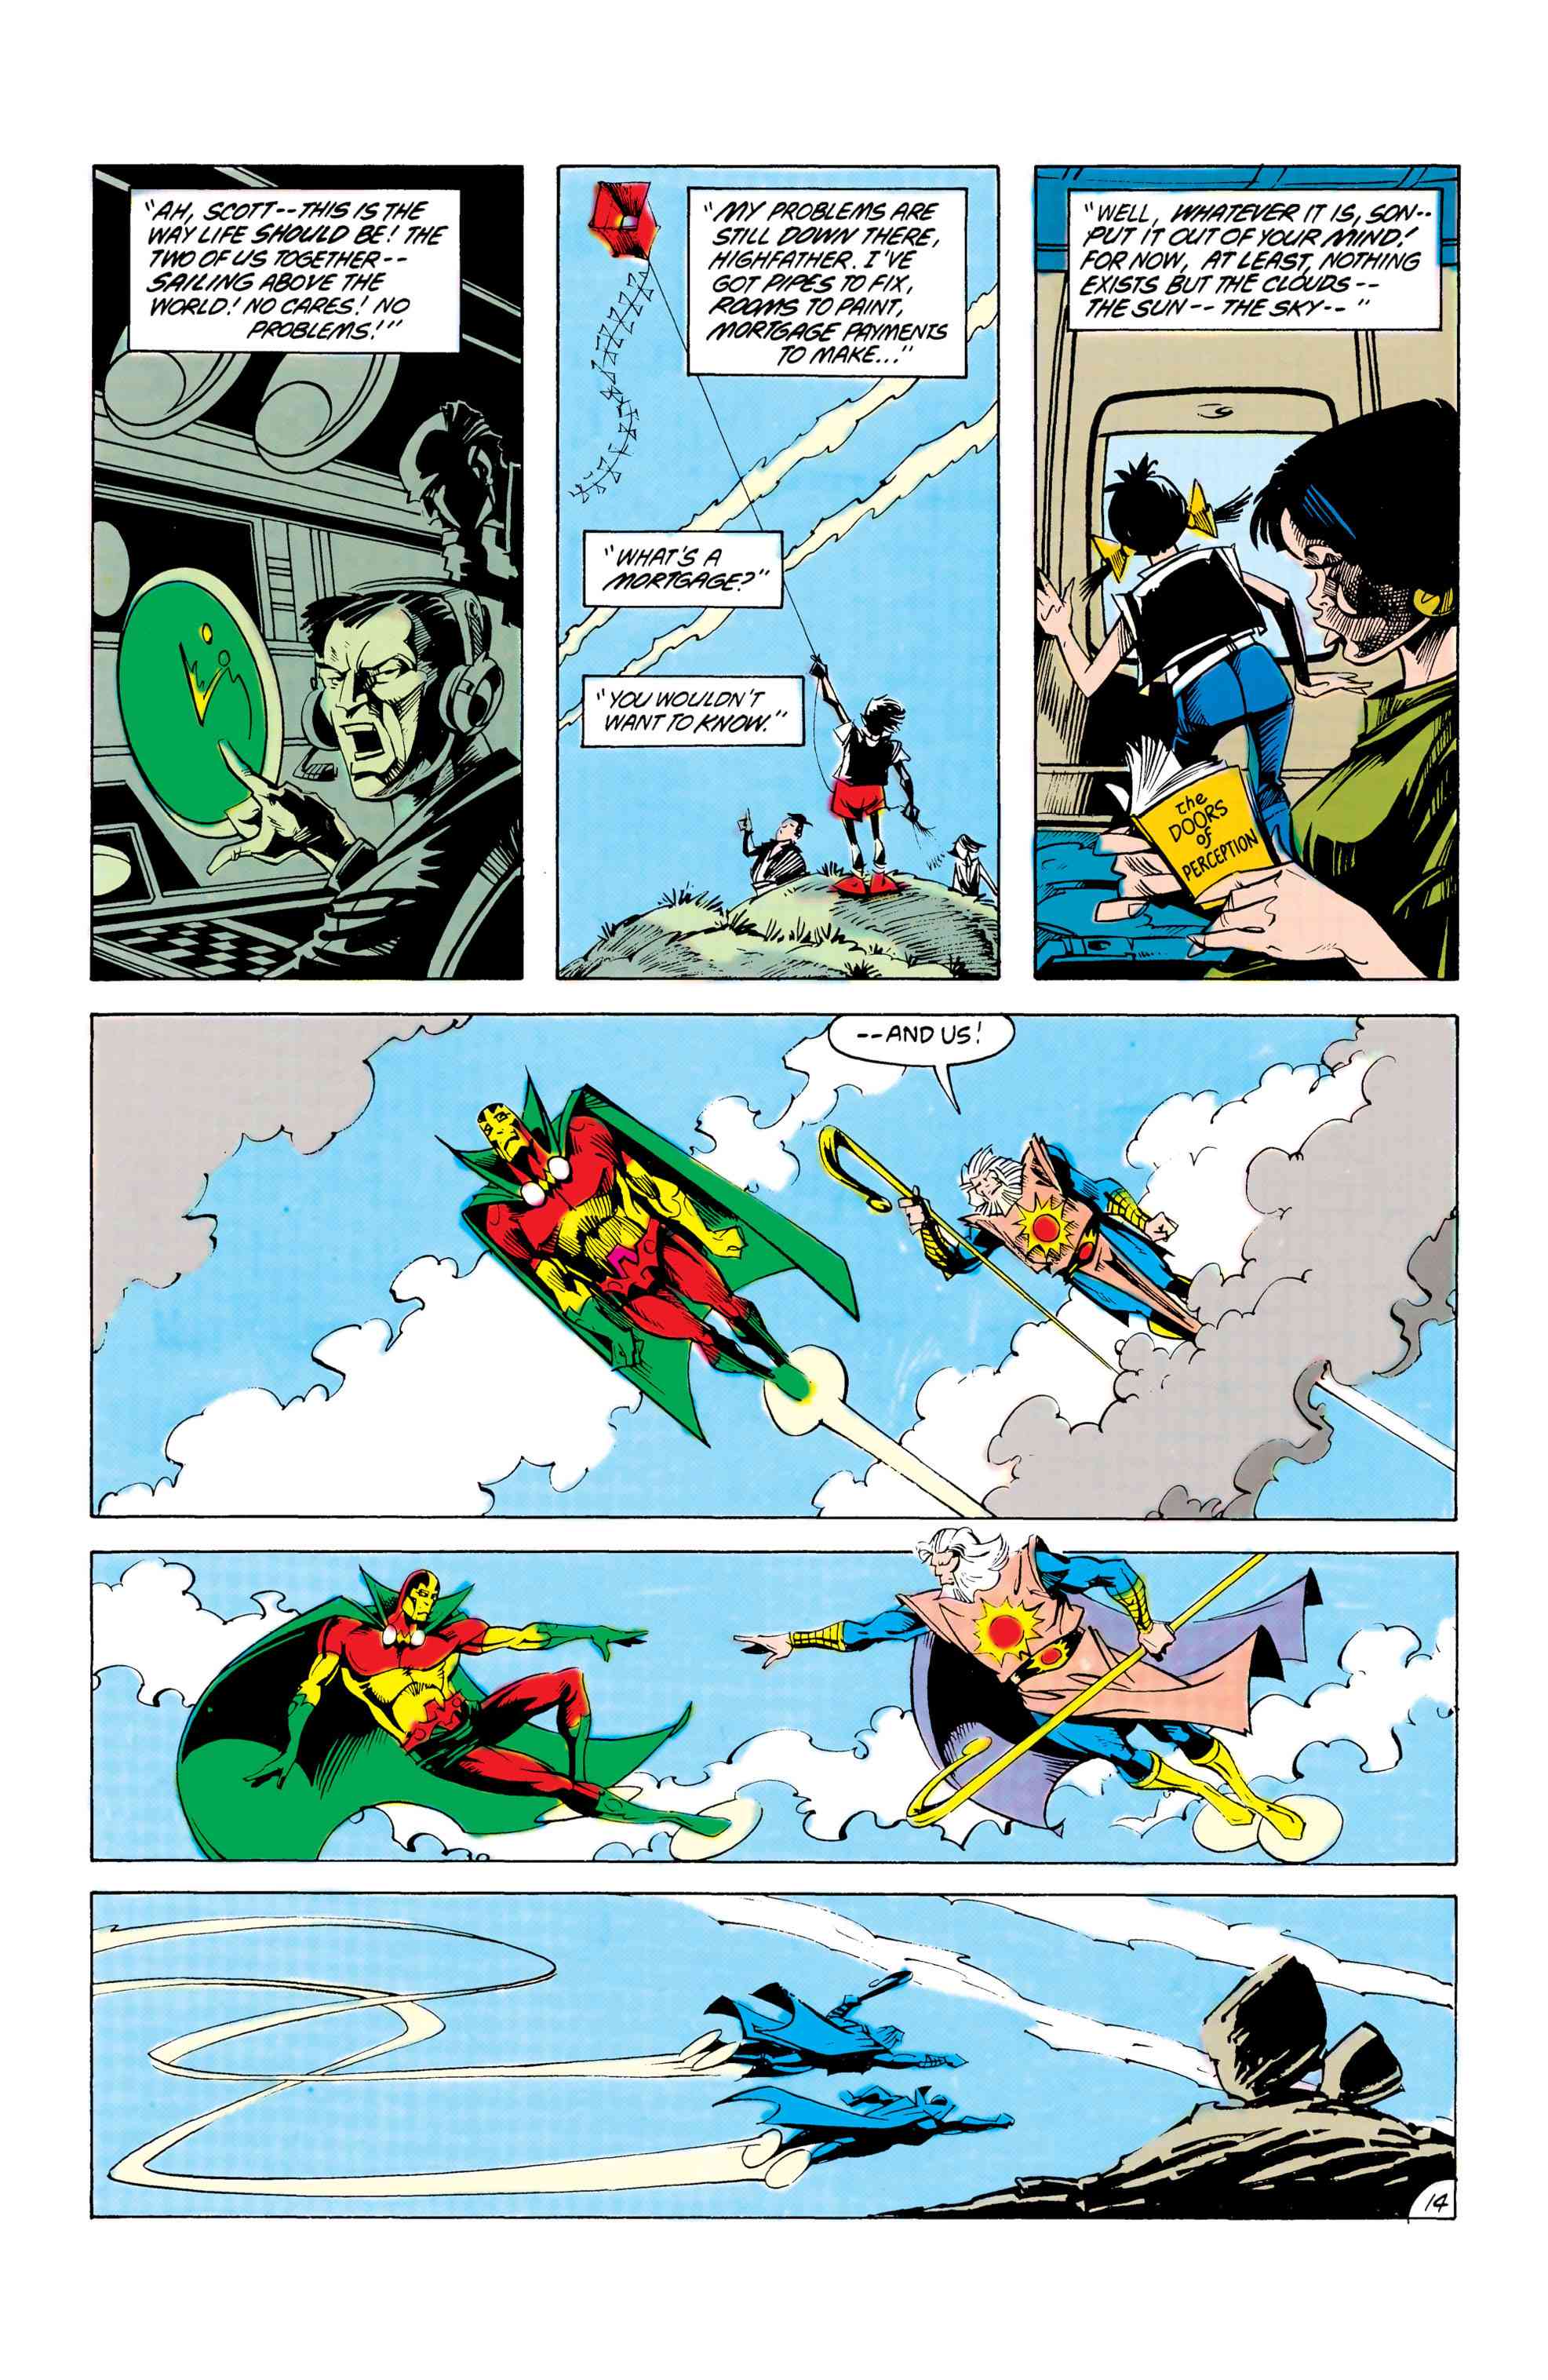 "AH, SCOTT--THIS IS THE
WAY LIFE SHOULD BE! THE
TWO OF US TOGETHER--
SAILING ABOVE THE
WORLD! NO CARES! NO
PROBLEMS!"
"MY PROBLEMS ARE
STILL DOWN THERE,
HIGHFATHER. I'VE
GOT PIPES TO FIX,
ROOMS TO PAINT,
MORTGAGE PAYMENTS
TO MAKE..."
"WHAT'S A
MORTGAGE?"
"YOU WOULDN'T
WANT TO KNOW."
"WELL, WHATEVER IT IS, SON--
PUT IT OUT OF YOUR MIND!
FOR NOW, AT LEAST, NOTHING
EXISTS BUT THE CLOUDS--
THE SUN-- THE SKY--"
the
DOORS
of
PERCEPTION
--AND US!
14